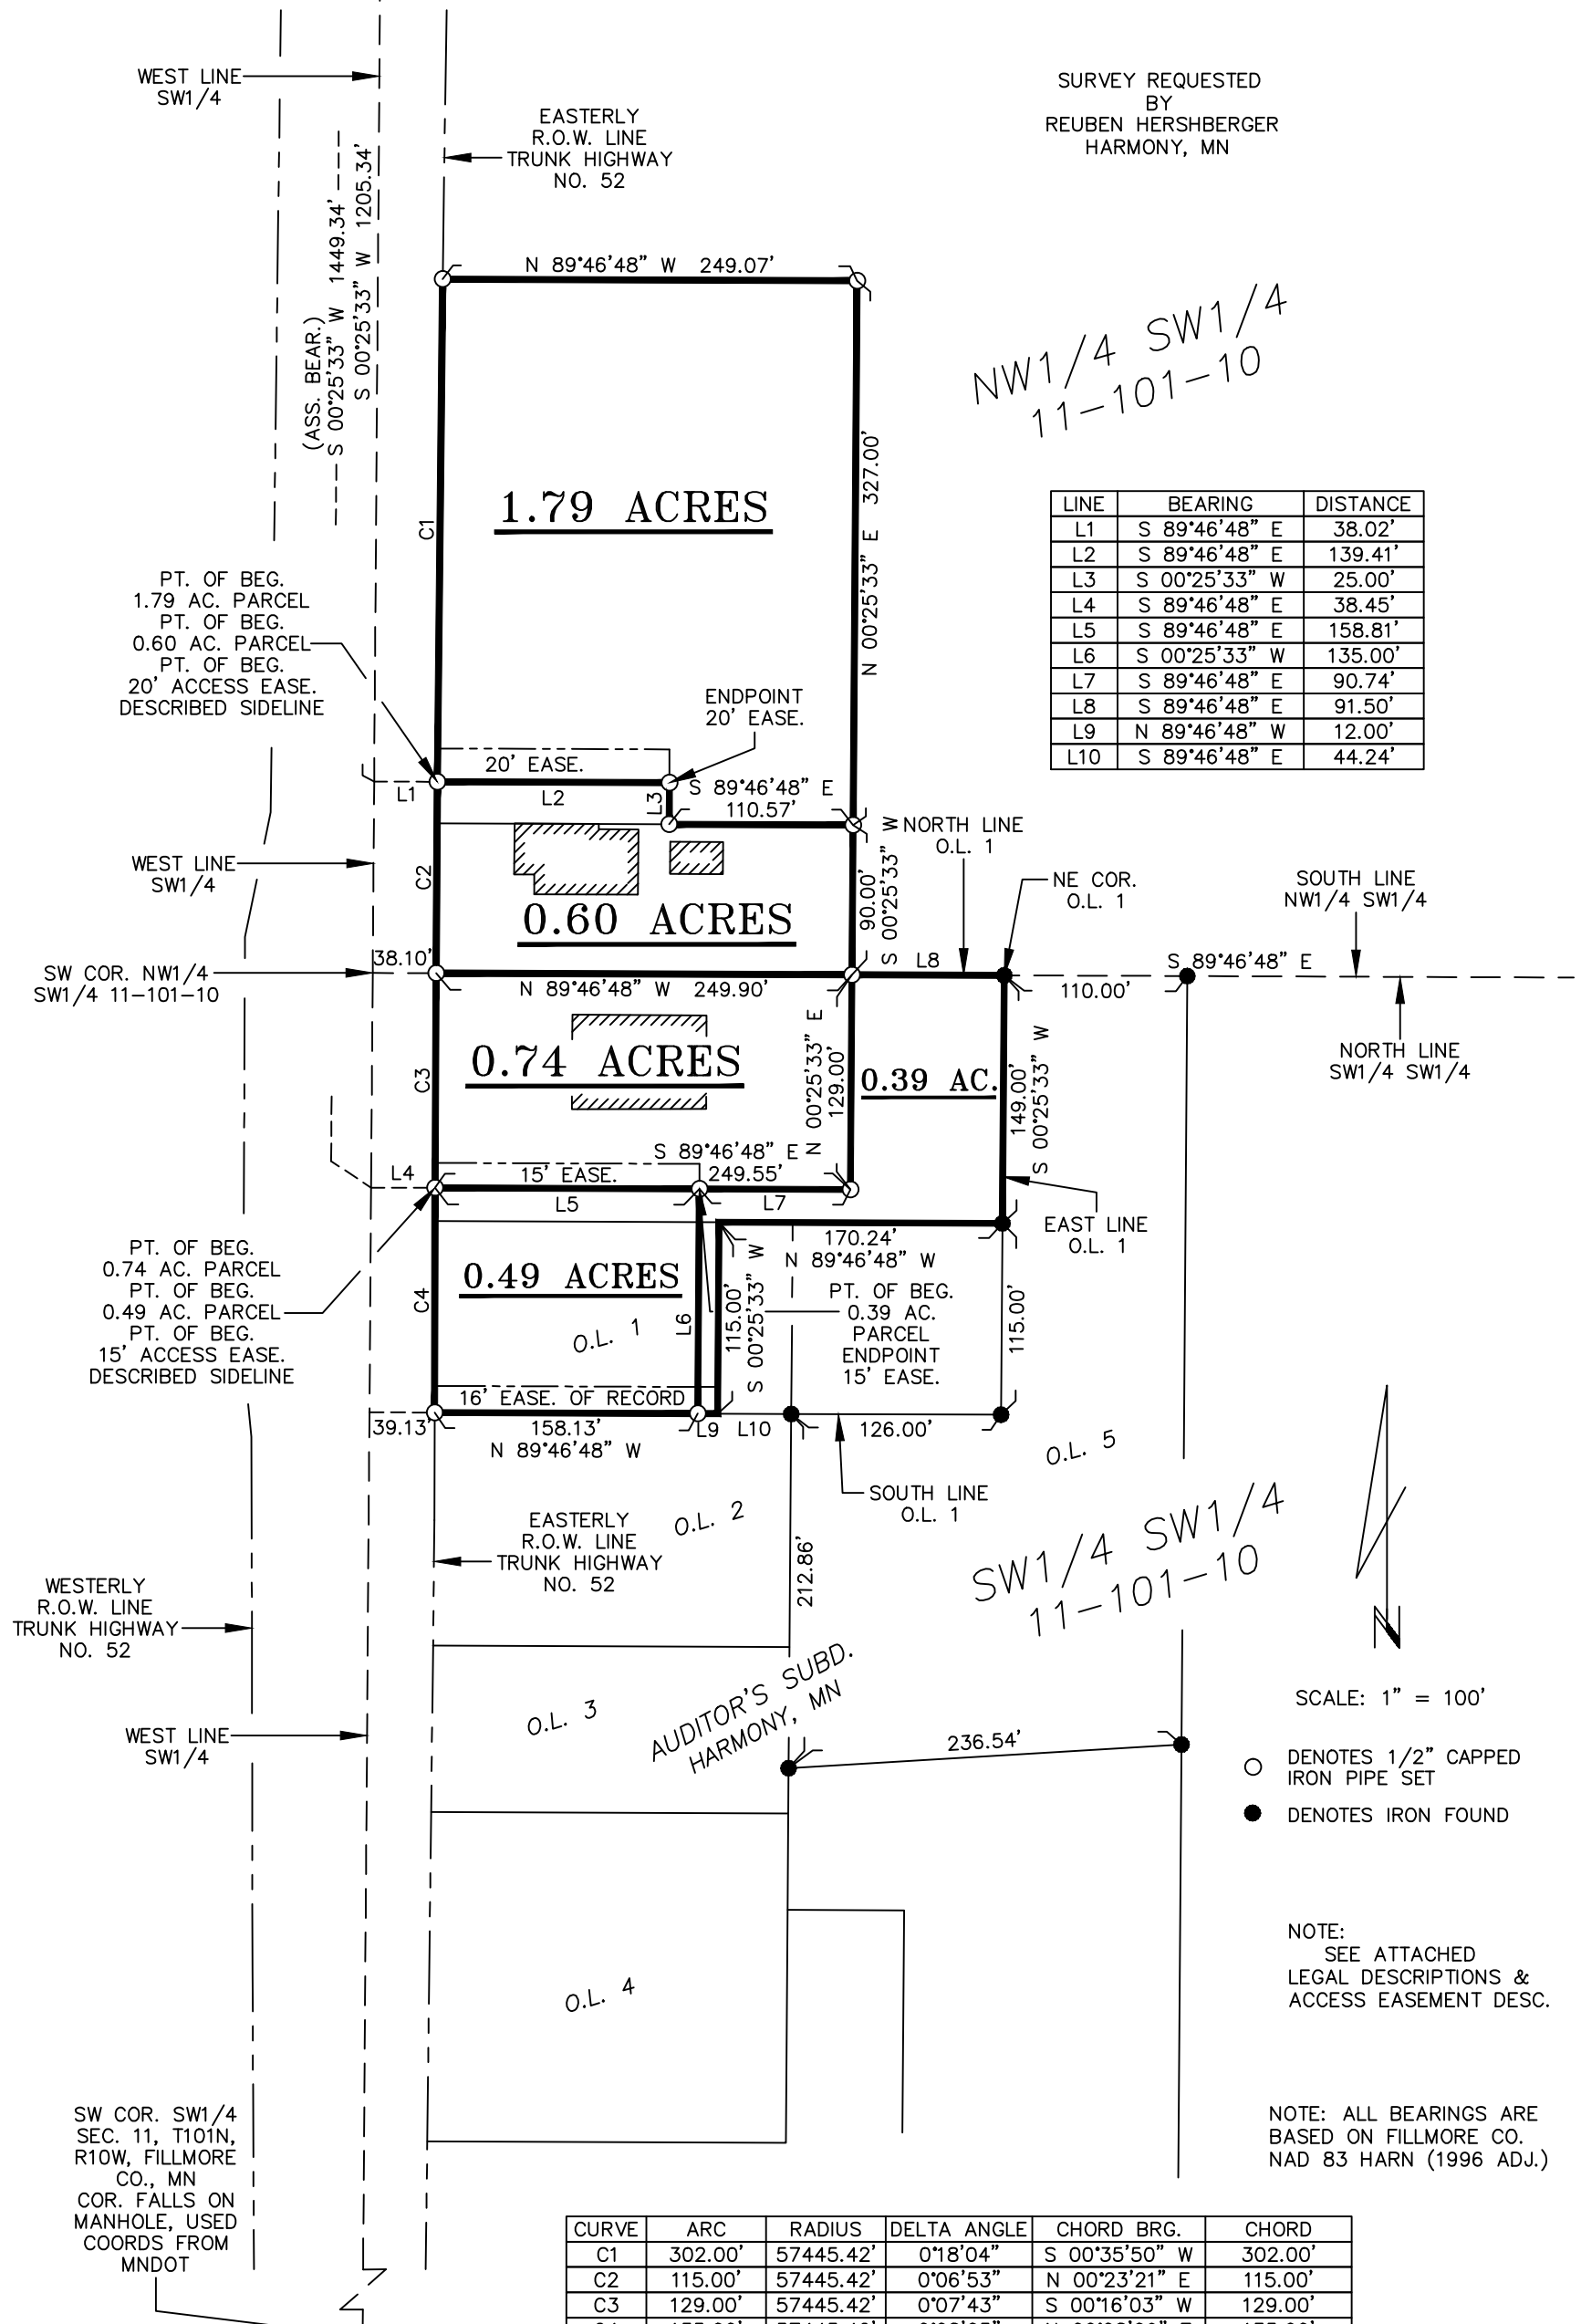 WEST LINE
SW1/4
SURVEY REQUESTED
BY
REUBEN HERSHBERGER
HARMONY, MN
EASTERLY
R.O.W. LINE
TRUNK HIGHWAY
NO. 52
(ASS. BEAR.)
S 00°25'33" W 1449.34'
S 00°25'33" W 1205.34'
N 89°46'48" W 249.07'
NW1/4 SW1/4
11-101-10
1.79 ACRES
C1
N 00°25'33" E 327.00'
LINE BEARING DISTANCE
L1 S 89°46'48" E 38.02'
L2 S 89°46'48" E 139.41'
L3 S 00°25'33" W 25.00'
L4 S 89°46'48" E 38.45'
L5 S 89°46'48" E 158.81'
L6 S 00°25'33" W 135.00'
L7 S 89°46'48" E 90.74'
L8 S 89°46'48" E 91.50'
L9 N 89°46'48" W 12.00'
L10 S 89°46'48" E 44.24'
PT. OF BEG.
1.79 AC. PARCEL
PT. OF BEG.
0.60 AC. PARCEL
PT. OF BEG.
20' ACCESS EASE.
DESCRIBED SIDELINE
ENDPOINT
20' EASE.
20' EASE.
L1
L2
L3
S 89°46'48" E
110.57'
WEST LINE
SW1/4
C2
0.60 ACRES
90.00'
S 00°25'33" W
NORTH LINE
O.L. 1
NE COR.
O.L. 1
SOUTH LINE
NW1/4 SW1/4
SW COR. NW1/4
SW1/4 11-101-10
38.10'
N 89°46'48" W 249.90'
L8
110.00'
S 89°46'48" E
NORTH LINE
SW1/4 SW1/4
C3
0.74 ACRES
N 00°25'33" E
129.00'
0.39 AC.
149.00'
S 00°25'33" W
L4
15' EASE.
S 89°46'48" E
249.55'
L5
L7
EAST LINE
O.L. 1
PT. OF BEG.
0.74 AC. PARCEL
PT. OF BEG.
0.49 AC. PARCEL
PT. OF BEG.
15' ACCESS EASE.
DESCRIBED SIDELINE
C4
0.49 ACRES
O.L. 1
L6
115.00'
S 00°25'33" W
170.24'
N 89°46'48" W
PT. OF BEG.
0.39 AC.
PARCEL
ENDPOINT
15' EASE.
115.00'
16' EASE. OF RECORD
39.13'
158.13'
N 89°46'48" W
L9
L10
126.00'
SOUTH LINE
O.L. 1
O.L. 5
EASTERLY
R.O.W. LINE
TRUNK HIGHWAY
NO. 52
O.L. 2
212.86'
SW1/4 SW1/4
11-101-10
N
WESTERLY
R.O.W. LINE
TRUNK HIGHWAY
NO. 52
WEST LINE
SW1/4
O.L. 3
AUDITOR'S SUBD.
HARMONY, MN
236.54'
SCALE: 1" = 100'
DENOTES 1/2" CAPPED
IRON PIPE SET
DENOTES IRON FOUND
O.L. 4
NOTE:
SEE ATTACHED
LEGAL DESCRIPTIONS &
ACCESS EASEMENT DESC.
NOTE: ALL BEARINGS ARE
BASED ON FILLMORE CO.
NAD 83 HARN (1996 ADJ.)
SW COR. SW1/4
SEC. 11, T101N,
R10W, FILLMORE
CO., MN
COR. FALLS ON
MANHOLE, USED
COORDS FROM
MNDOT
CURVE ARC RADIUS DELTA ANGLE CHORD BRG. CHORD
C1 302.00' 57445.42' 0°18'04" S 00°35'50" W 302.00'
C2 115.00' 57445.42' 0°06'53" N 00°23'21" E 115.00'
C3 129.00' 57445.42' 0°07'43" S 00°16'03" W 129.00'